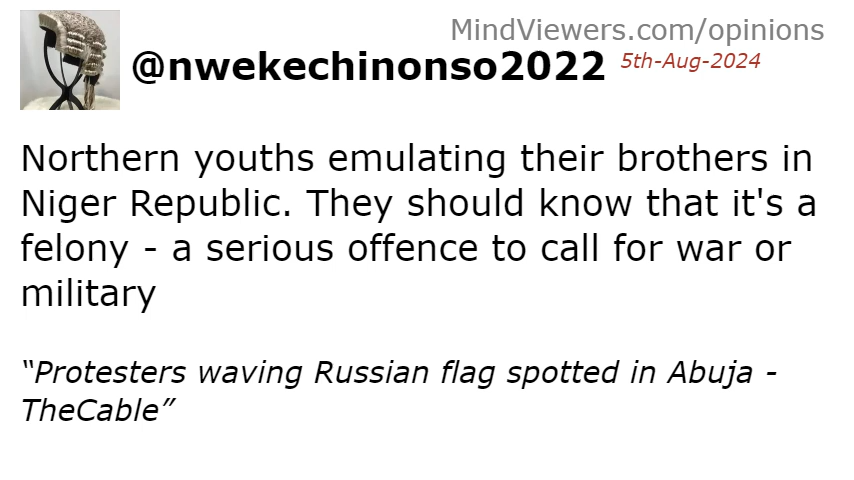 MindViewers.com/opinions
@nwekechinonso2022 5th-Aug-2024
Northern youths emulating their brothers in
Niger Republic. They should know that it's a
felony - a serious offence to call for war or
military
“Protesters waving Russian flag spotted in Abuja -
TheCable”